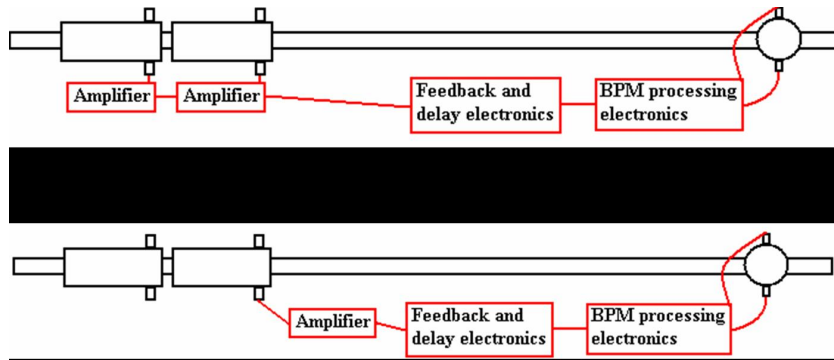 Amplifier
Amplifier
Feedback and
delay electronics
BPM processing
electronics
Amplifier
Feedback and
delay electronics
BPM processing
electronics